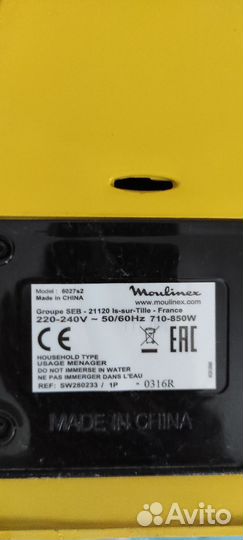 Model : 6027s2
Made in CHINA
Moulinex
www.moulinex.com
Groupe SEB - 21120 Is-sur-Tille - France
220-240V ~ 50/60Hz 710-850W
CE
EAC
HOUSEHOLD TYPE
USAGE MENAGER
DO NOT IMMERSE IN WATER
NE PAS IMMERGER DANS L'EAU
REF: SW280233 / 1P - 0316R
MADE IN CHINA
Avito